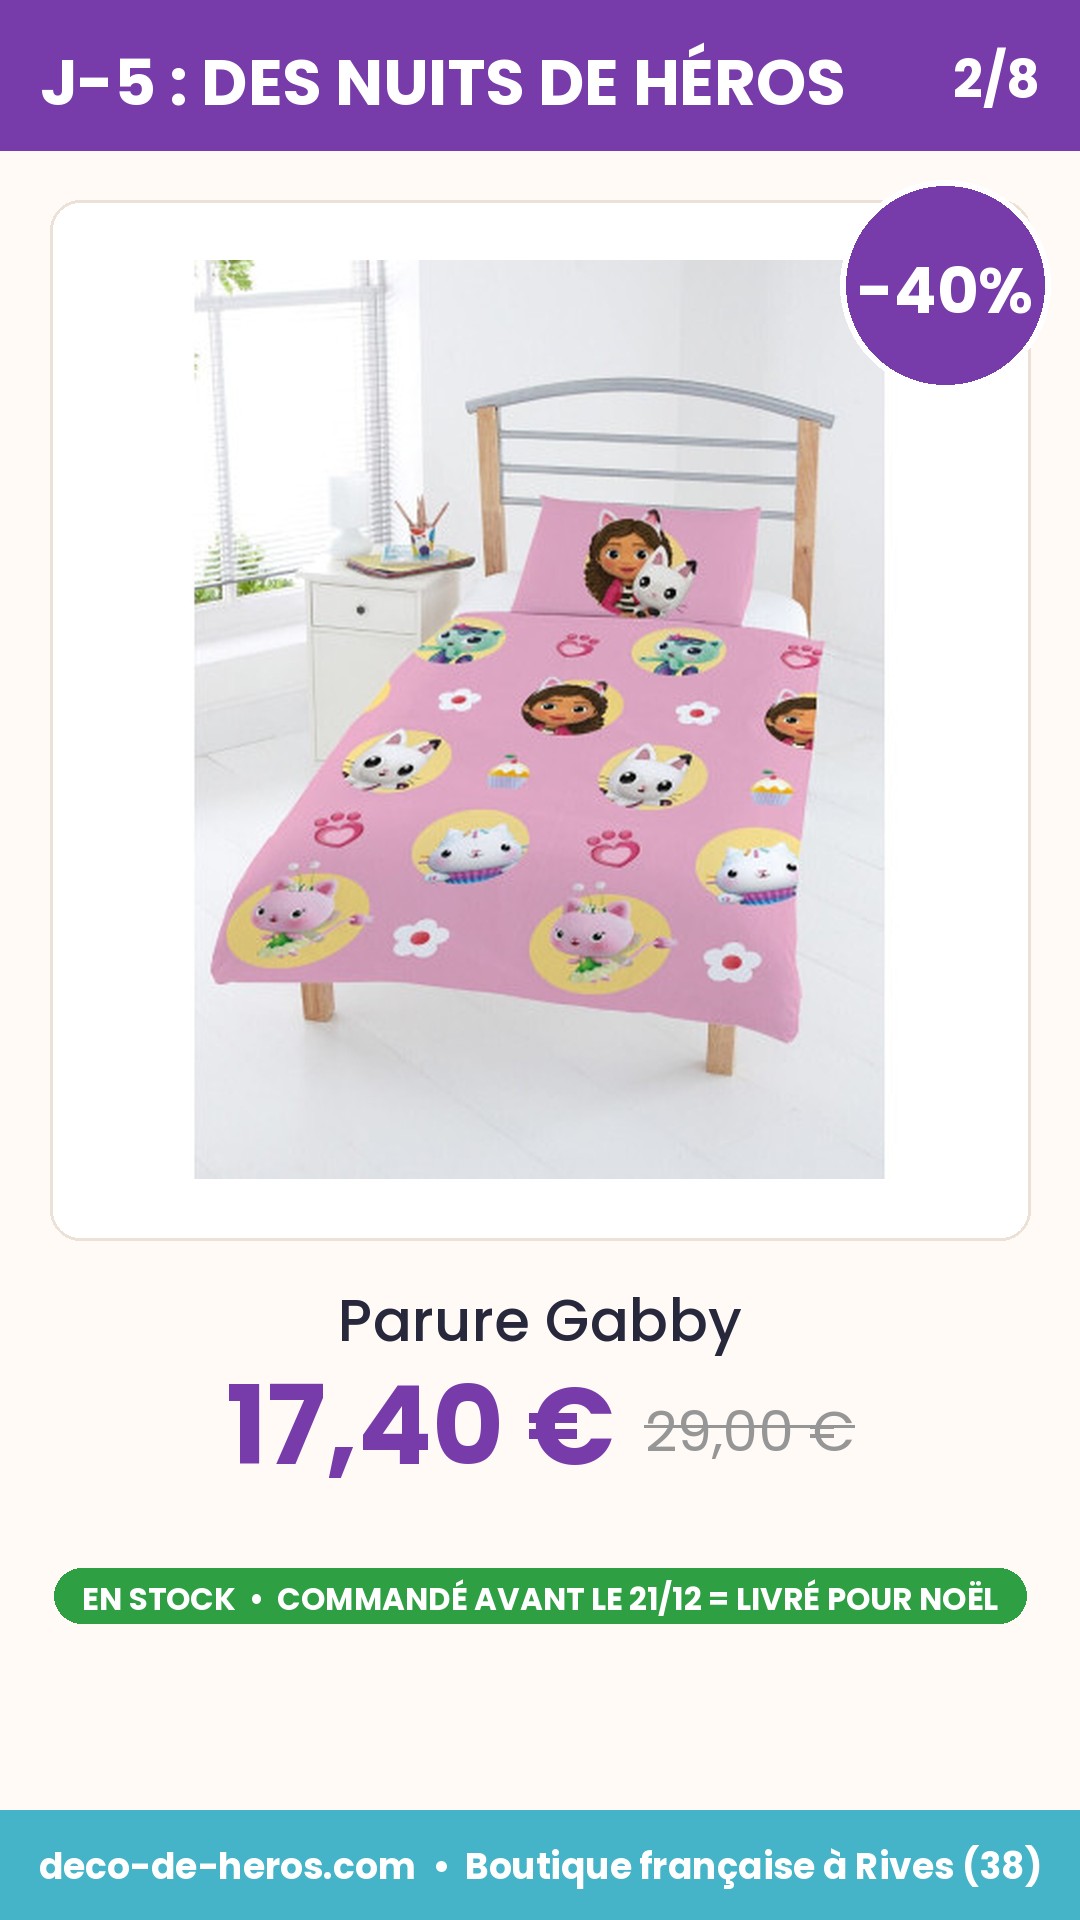 J-5 : DES NUITS DE HÉROS 2/8
-40%
Parure Gabby
17,40 € 29,00 €
EN STOCK • COMMANDÉ AVANT LE 21/12 = LIVRÉ POUR NOËL
deco-de-heros.com • Boutique française à Rives (38)